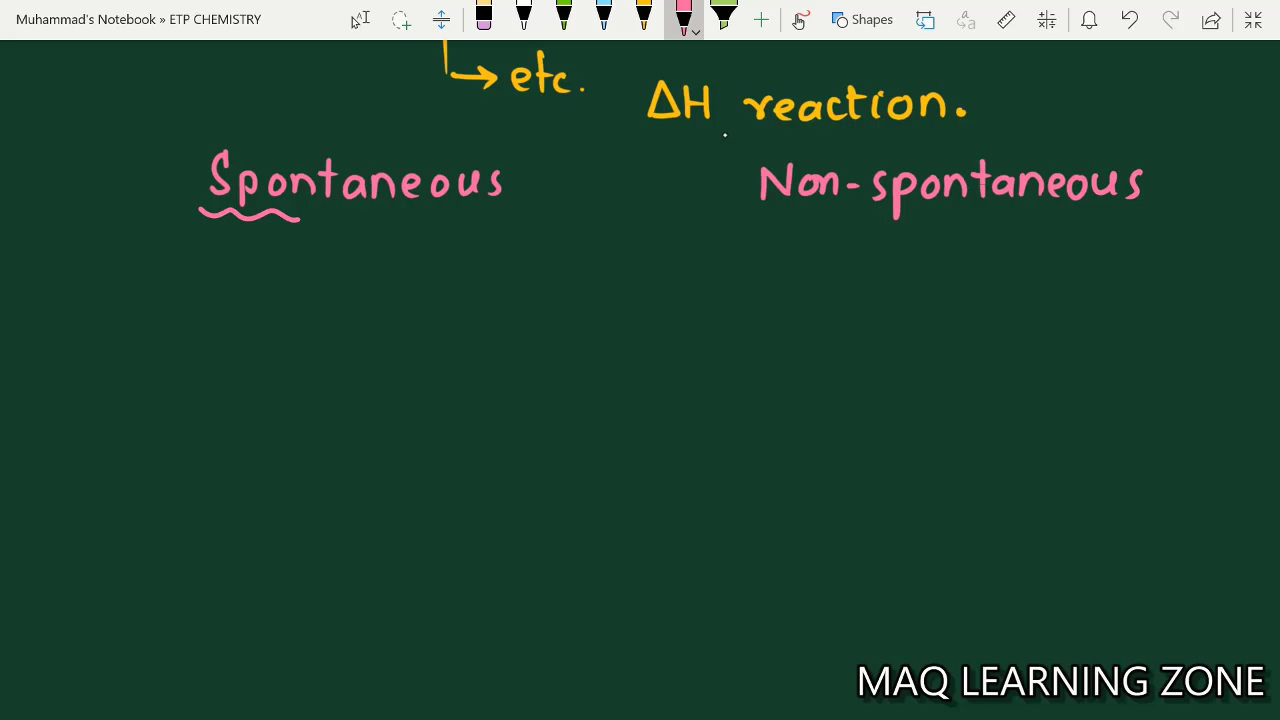 Muhammad's Notebook » ETP CHEMISTRY
Shapes
→ etc.
ΔH reaction.
Spontaneous
Non-spontaneous
MAQ LEARNING ZONE